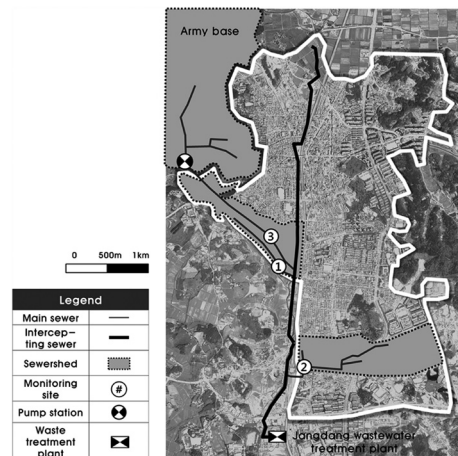 Army base
3
1
2
0 500m 1km
Legend
Main sewer
Intercep-
ting sewer
Sewershed
Monitoring
site
#
Pump station
Waste
treatment
plant
Jangdang wastewater
treatment plant